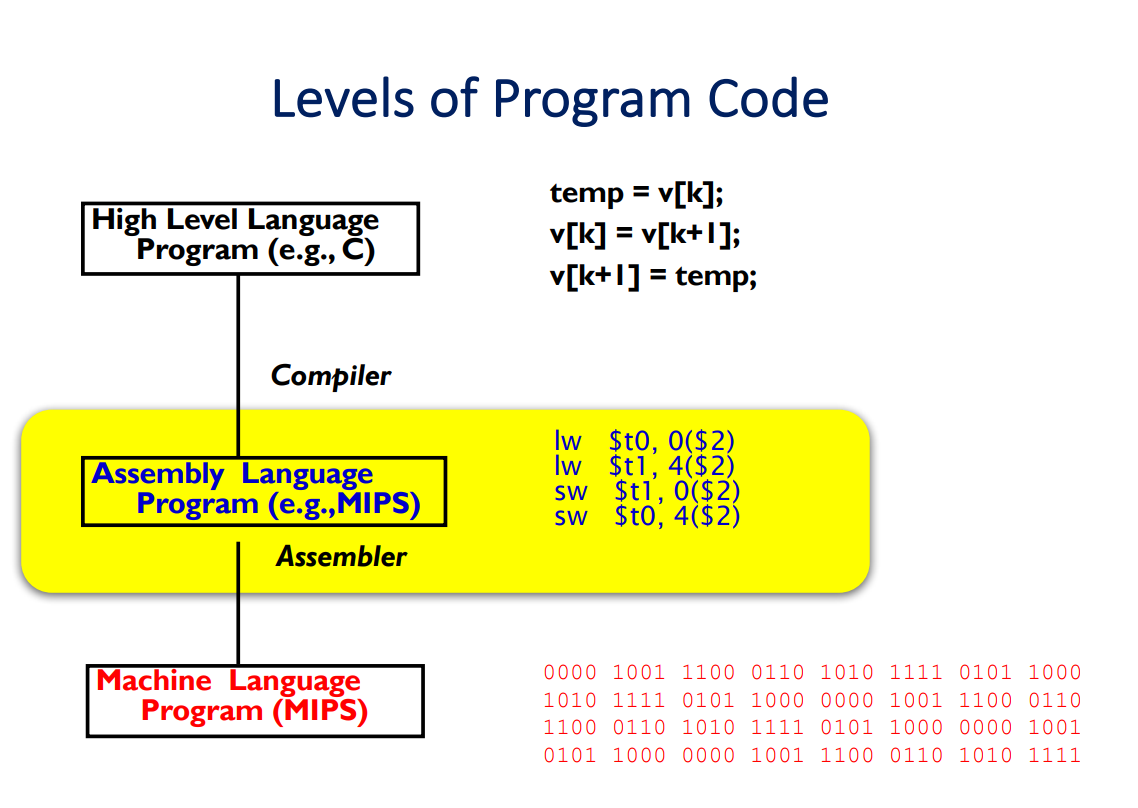 Levels of Program Code
High Level Language
Program (e.g., C)
temp = v[k];
v[k] = v[k+1];
v[k+1] = temp;
Compiler
Assembly Language
Program (e.g.,MIPS)
lw $t0, 0($2)
lw $t1, 4($2)
sw $t1, 0($2)
sw $t0, 4($2)
Assembler
Machine Language
Program (MIPS)
0000 1001 1100 0110 1010 1111 0101 1000
1010 1111 0101 1000 0000 1001 1100 0110
1100 0110 1010 1111 0101 1000 0000 1001
0101 1000 0000 1001 1100 0110 1010 1111